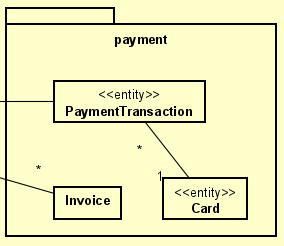 payment
<<entity>>
PaymentTransaction
*
*
1
<<entity>>
Invoice
Card